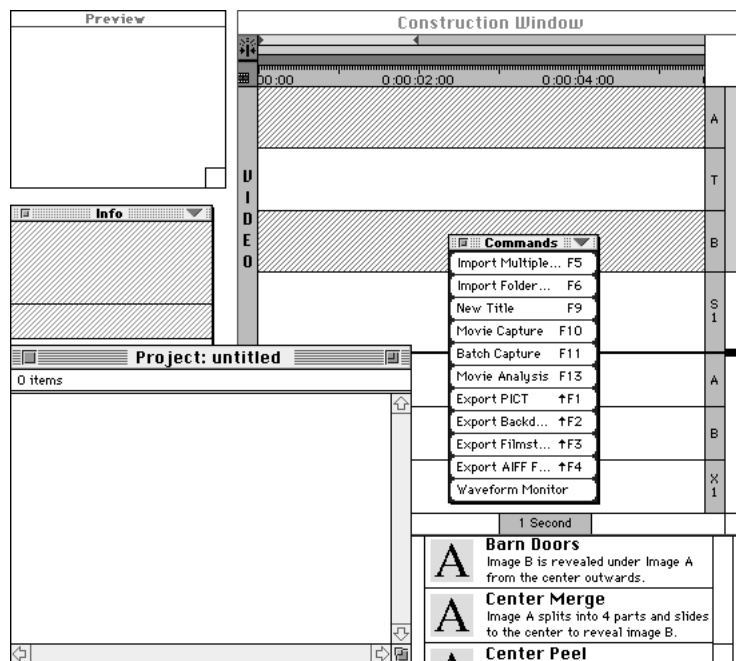 Preview
Construction Window
00:00 0:00:02:00 0:00:04:00
VIDEO
A
T
B
S1
A
B
X1
Info
Commands
Import Multiple... F5
Import Folder... F6
New Title F9
Movie Capture F10
Batch Capture F11
Movie Analysis F13
Export PICT ↑F1
Export Backd... ↑F2
Export Filmst... ↑F3
Export AIFF F... ↑F4
Waveform Monitor
Project: untitled
0 items
1 Second
A
Barn Doors
Image B is revealed under Image A
from the center outwards.
A
Center Merge
Image A splits into 4 parts and slides
to the center to reveal image B.
Center Peel